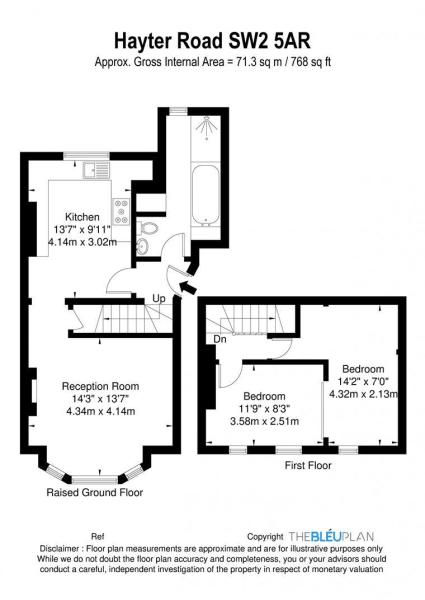 Hayter Road SW2 5AR
Approx. Gross Internal Area = 71.3 sq m / 768 sq ft
Kitchen
13'7" x 9'11"
4.14m x 3.02m
Up
Reception Room
14'3" x 13'7"
4.34m x 4.14m
Raised Ground Floor
Dn
Bedroom
14'2" x 7'0"
4.32m x 2.13m
Bedroom
11'9" x 8'3"
3.58m x 2.51m
First Floor
Ref
Copyright THEBLÉUPLAN
Disclaimer : Floor plan measurements are approximate and are for illustrative purposes only
While we do not doubt the floor plan accuracy and completeness, you or your advisors should
conduct a careful, independent investigation of the property in respect of monetary valuation